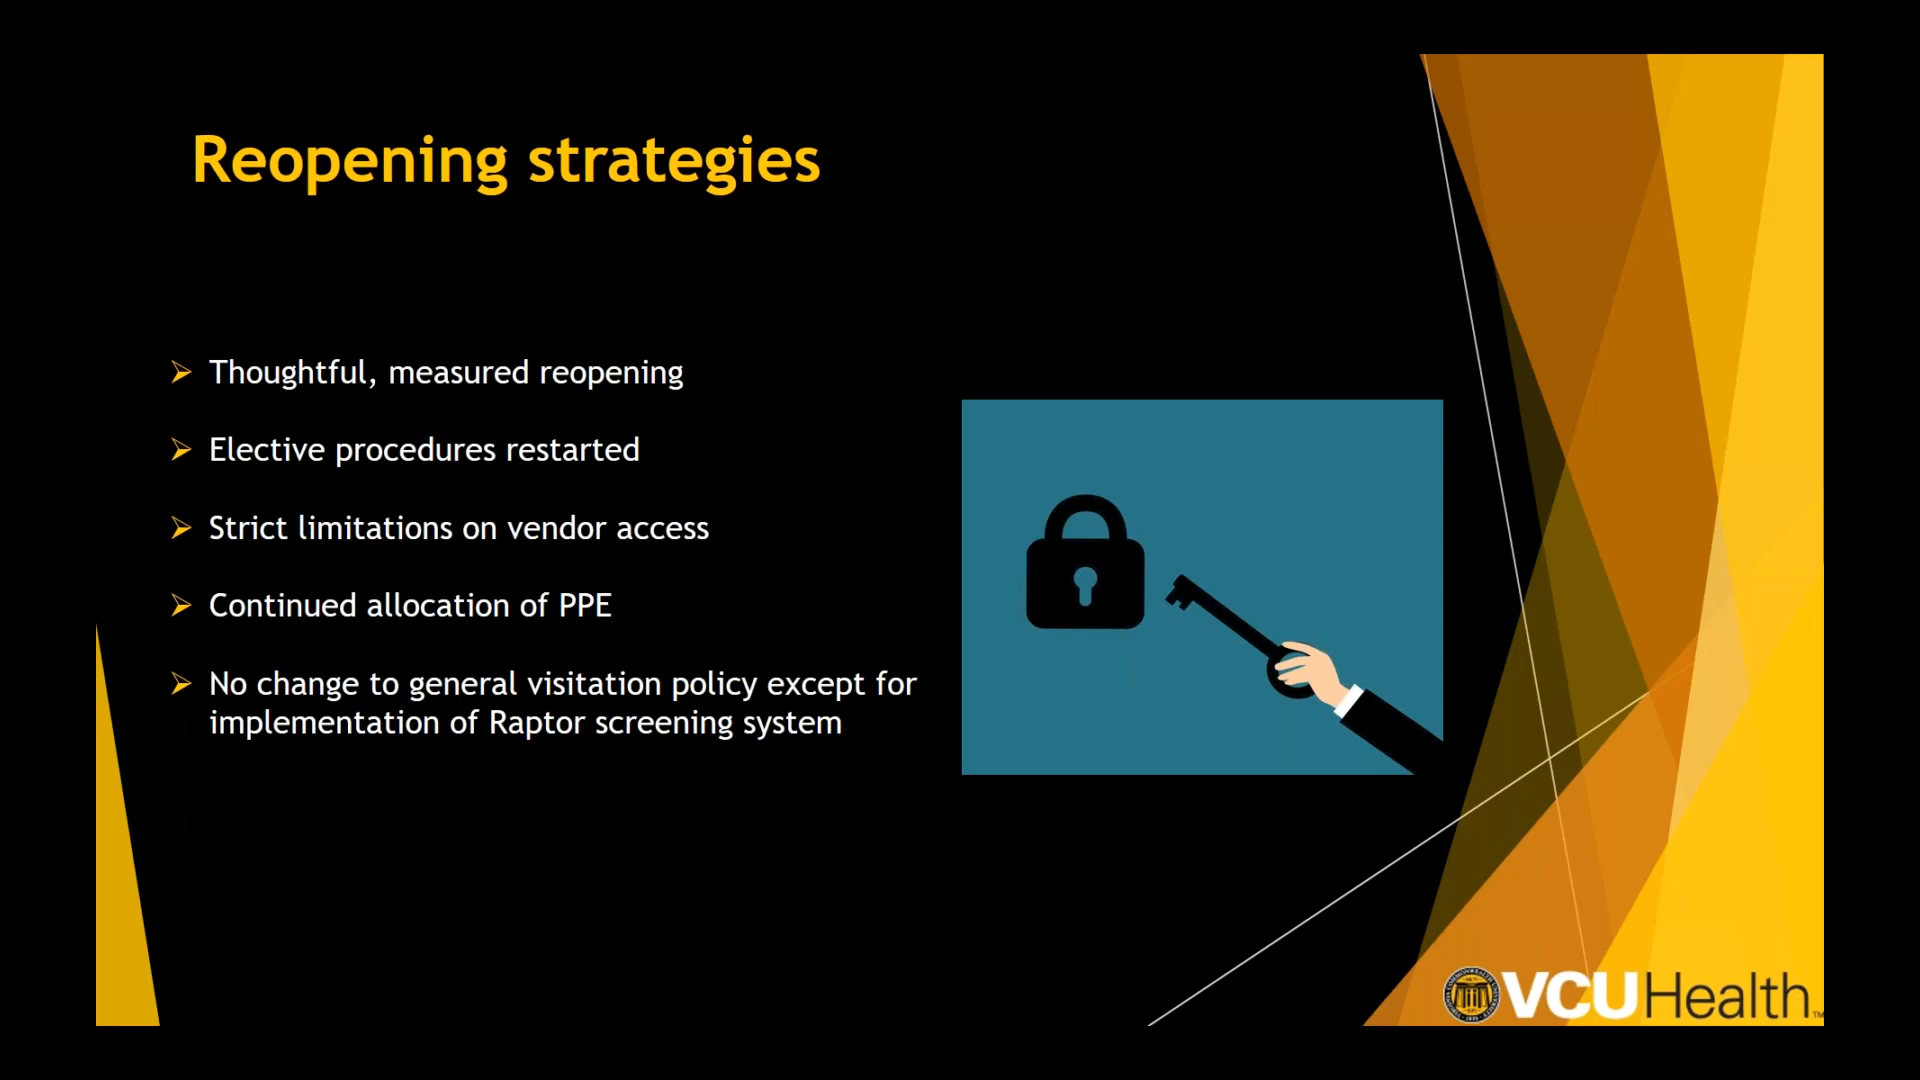 Reopening strategies
Thoughtful, measured reopening
Elective procedures restarted
Strict limitations on vendor access
Continued allocation of PPE
No change to general visitation policy except for
implementation of Raptor screening system
VCUHealth™